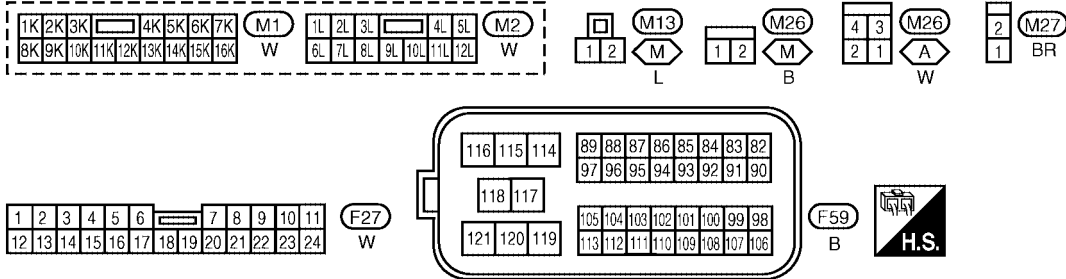 1K 2K 3K 4K 5K 6K 7K
8K 9K 10K 11K 12K 13K 14K 15K 16K
M1
W
1L 2L 3L 4L 5L
6L 7L 8L 9L 10L 11L 12L
M2
W
1 2
M13
M
L
1 2
M26
M
B
4 3
2 1
M26
A
W
2
1
M27
BR
1 2 3 4 5 6 7 8 9 10 11
12 13 14 15 16 17 18 19 20 21 22 23 24
F27
W
116 115 114
118 117
121 120 119
89 88 87 86 85 84 83 82
97 96 95 94 93 92 91 90
105 104 103 102 101 100 99 98
113 112 111 110 109 108 107 106
F59
B
H.S.